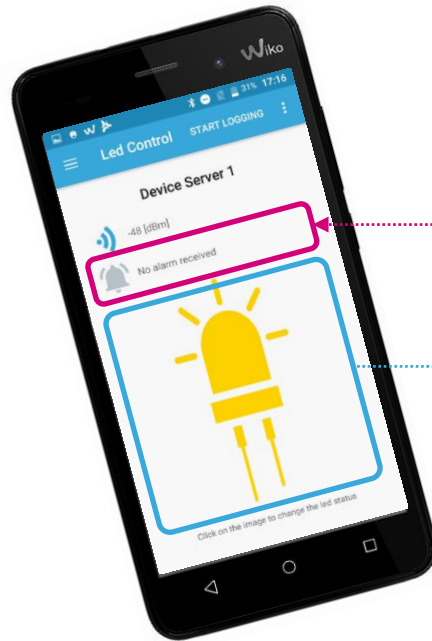 Wiko
31% 17:16
Led Control START LOGGING
Device Server 1
-48 [dBm]
No alarm received
Click on the image to change the led status